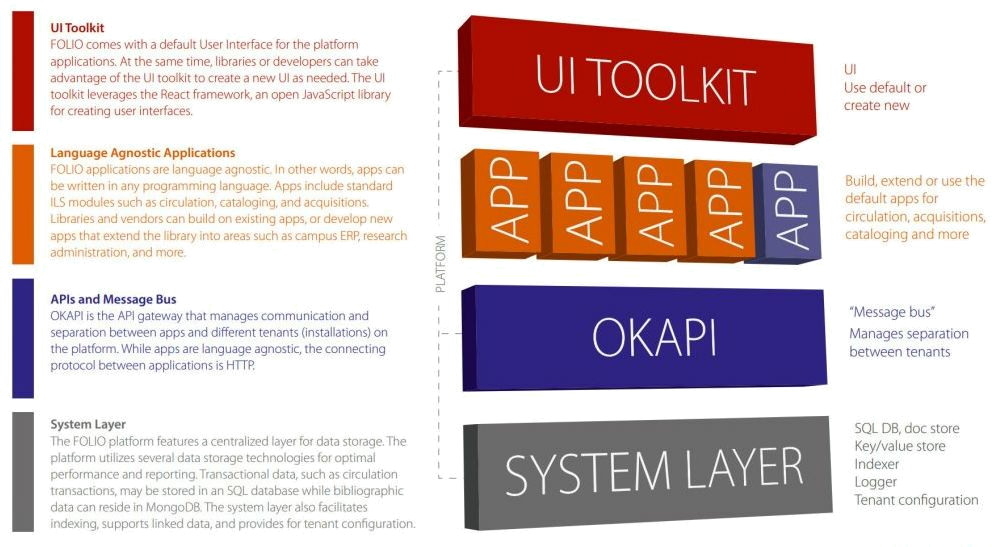 UI Toolkit
FOLIO comes with a default User Interface for the platform
applications. At the same time, libraries or developers can take
advantage of the UI toolkit to create a new UI as needed. The UI
toolkit leverages the React framework, an open JavaScript library
for creating user interfaces.
UI TOOLKIT
UI
Use default or
create new
Language Agnostic Applications
FOLIO applications are language agnostic. In other words, apps can
be written in any programming language. Apps include standard
ILS modules such as circulation, cataloging, and acquisitions.
Libraries and vendors can build on existing apps, or develop new
apps that extend the library into areas such as campus ERP, research
administration, and more.
APP
APP
APP
APP
APP
Build, extend or use the
default apps for
circulation, acquisitions,
cataloging and more
PLATFORM
APIs and Message Bus
OKAPI is the API gateway that manages communication and
separation between apps and different tenants (installations) on
the platform. While apps are language agnostic, the connecting
protocol between applications is HTTP.
OKAPI
“Message bus”
Manages separation
between tenants
System Layer
The FOLIO platform features a centralized layer for data storage. The
platform utilizes several data storage technologies for optimal
performance and reporting. Transactional data, such as circulation
transactions, may be stored in an SQL database while bibliographic
data can reside in MongoDB. The system layer also facilitates
indexing, supports linked data, and provides for tenant configuration.
SYSTEM LAYER
SQL DB, doc store
Key/value store
Indexer
Logger
Tenant configuration